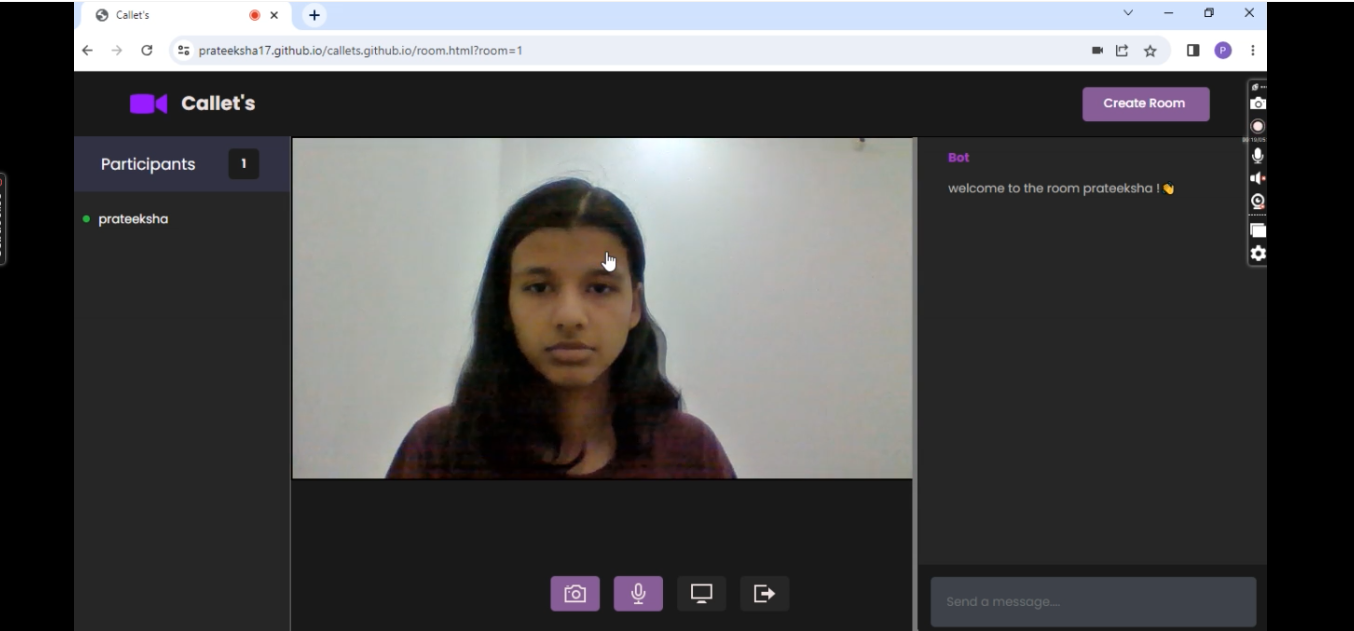 Callet's
prateeksha17.github.io/callets.github.io/room.html?room=1
P
Callet's
Create Room
Participants 1
prateeksha
Bot
welcome to the room prateeksha ! 👋
Send a message....